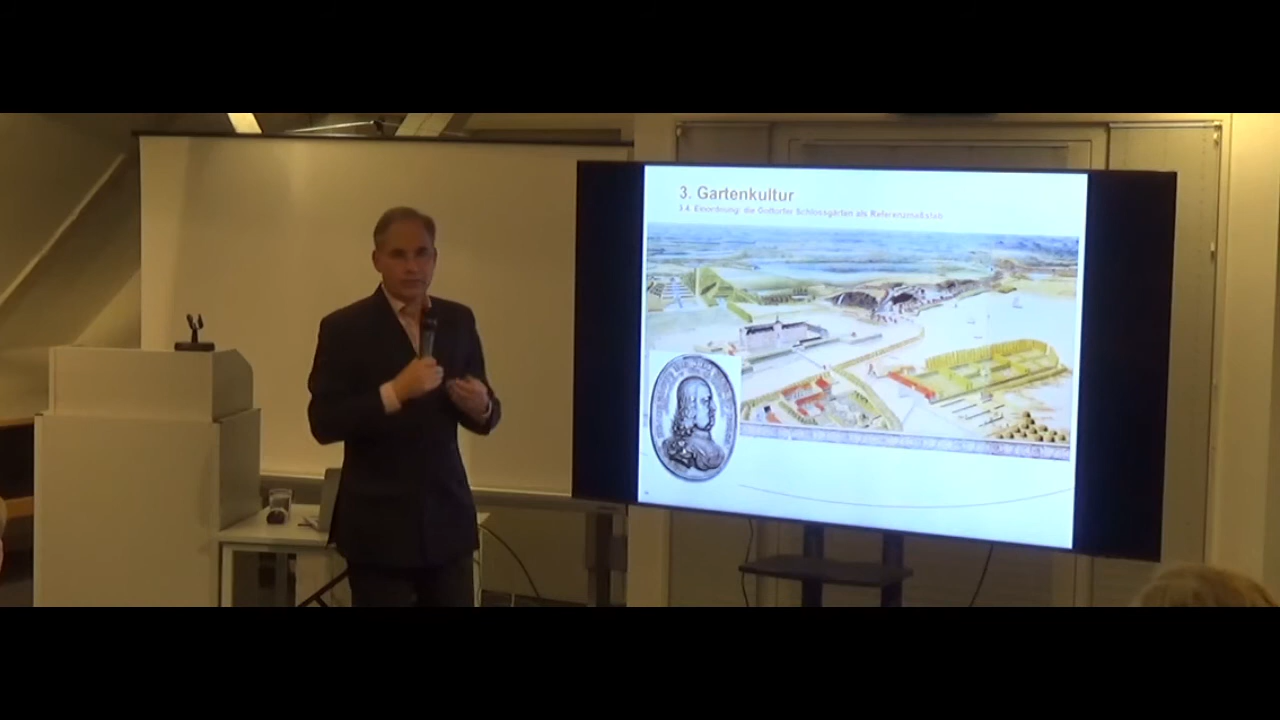 3. Gartenkultur
3.4. Einordnung: die Gottorfer Schlossgärten als Referenzmaßstab